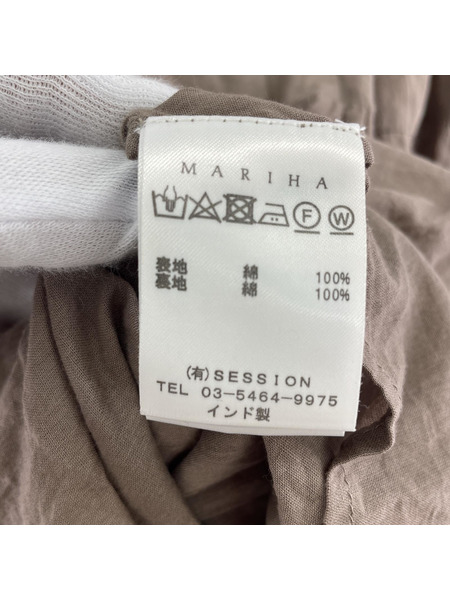 MARIHA
F W
表地 綿 100%
裏地 綿 100%
(有)SESSION
TEL 03-5464-9975
インド製